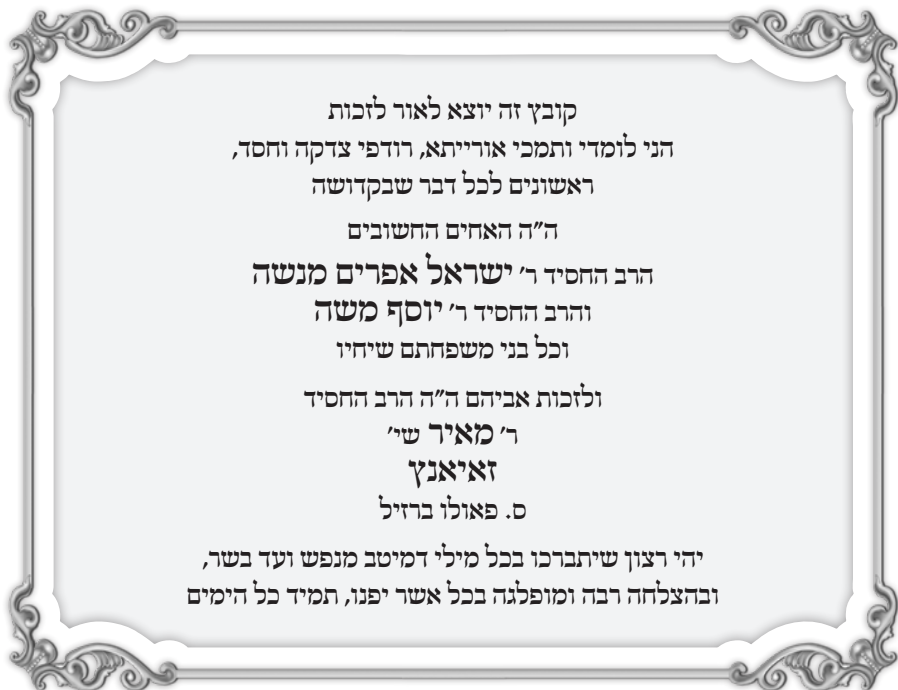 קובץ זה יוצא לאור לזכות
הני לומדי ותמכי אורייתא, רודפי צדקה וחסד,
ראשונים לכל דבר שבקדושה
ה״ה האחים החשובים
הרב החסיד ר׳ ישראל אפרים מנשה
והרב החסיד ר׳ יוסף משה
וכל בני משפחתם שיחיו
ולזכות אביהם ה״ה הרב החסיד
ר׳ מאיר שי׳
זאיאנץ
ס. פאולו ברזיל
יהי רצון שיתברכו בכל מילי דמיטב מנפש ועד בשר,
ובהצלחה רבה ומופלגה בכל אשר יפנו, תמיד כל הימים